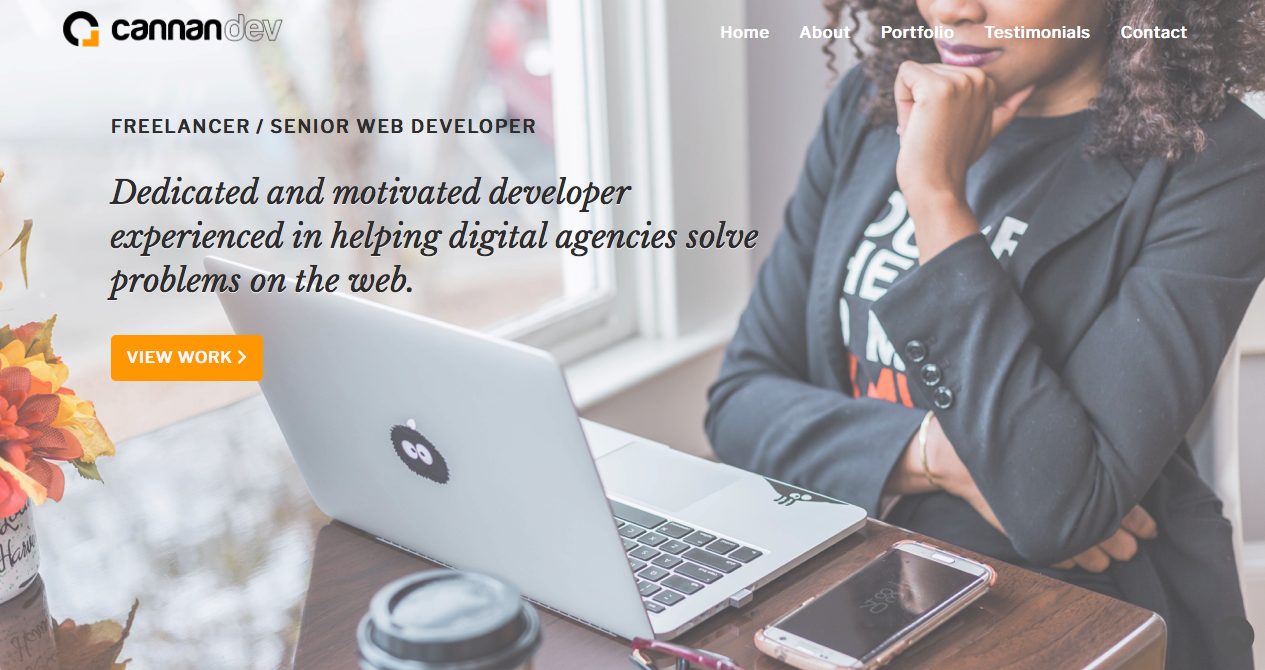 cannandev
Home About Portfolio Testimonials Contact
FREELANCER / SENIOR WEB DEVELOPER
Dedicated and motivated developer
experienced in helping digital agencies solve
problems on the web.
VIEW WORK